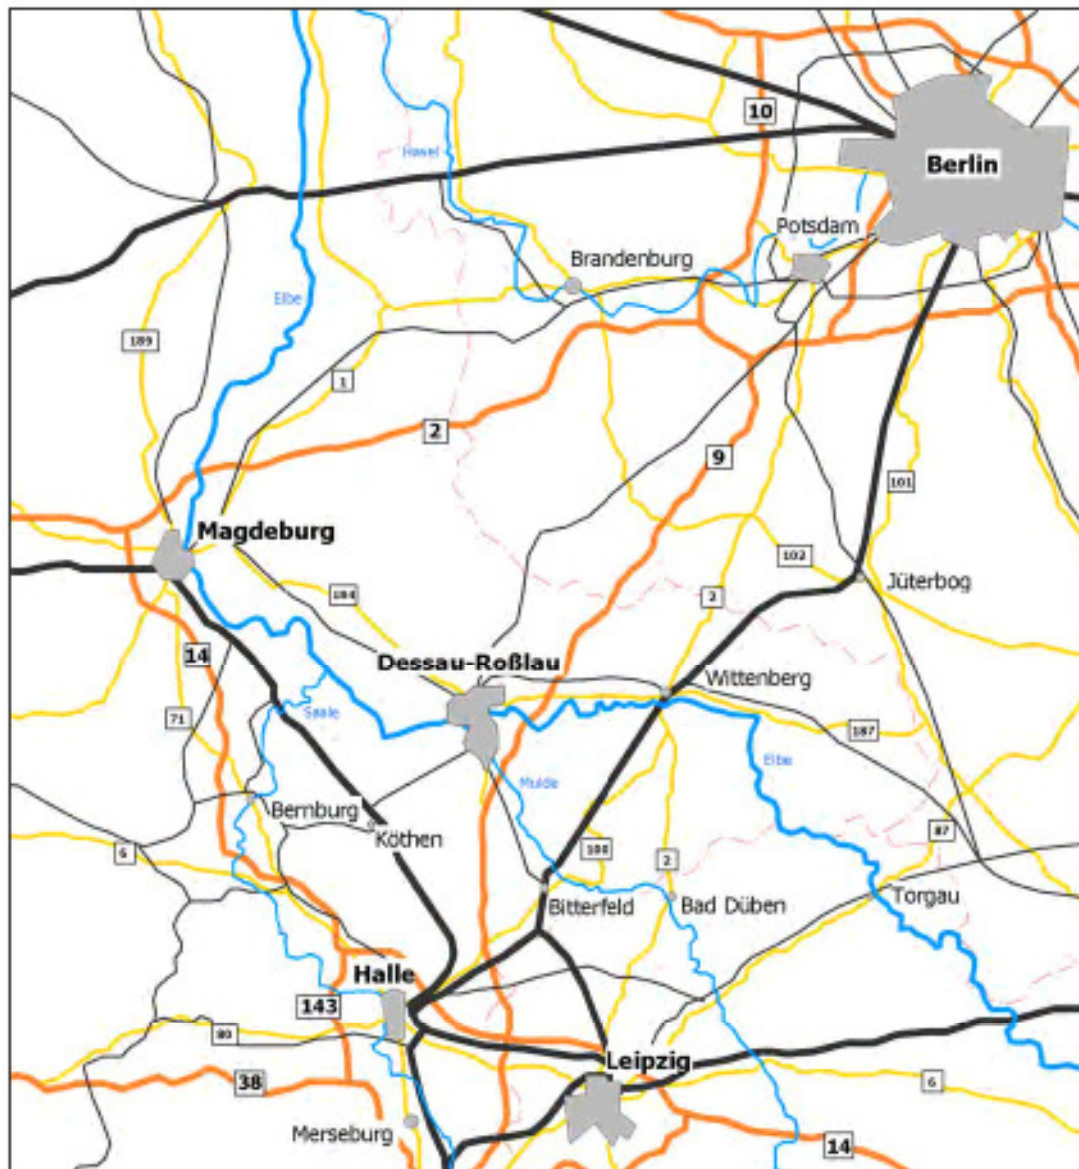 10
Berlin
Havel
Potsdam
Brandenburg
Elbe
189
1
2
9
101
Magdeburg
102
Jüterbog
184
2
14
Dessau-Roßlau
Wittenberg
Saale
71
187
Elbe
Mulde
Bernburg
Köthen
6
87
100
2
Bitterfeld
Bad Düben
Torgau
Halle
143
80
Leipzig
38
6
Merseburg
14